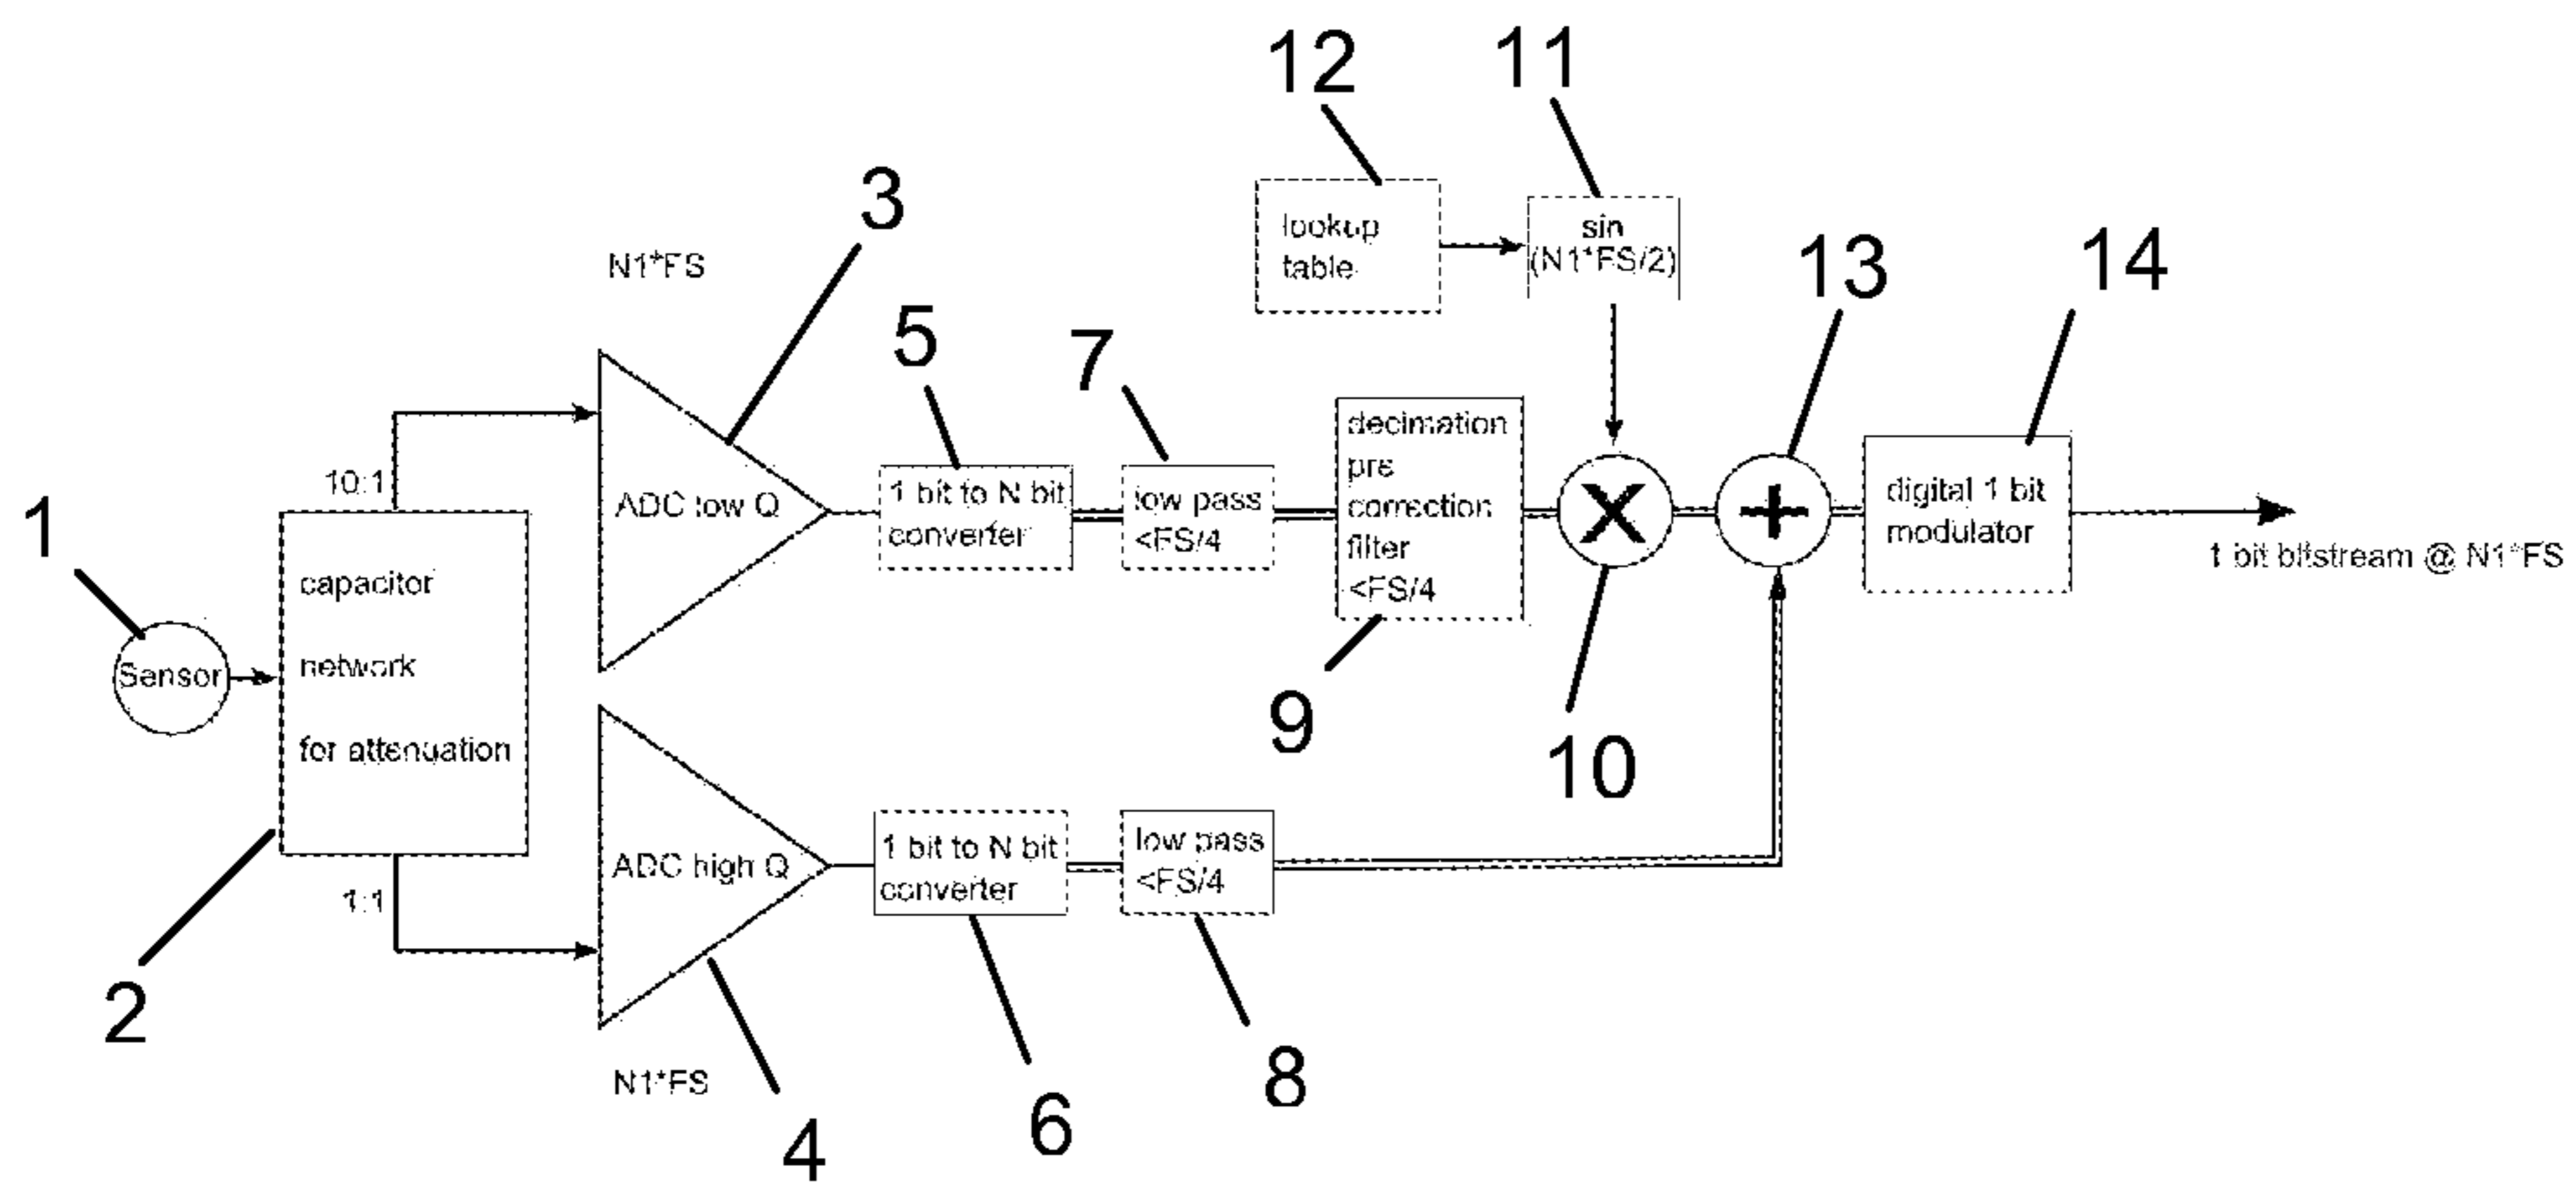 12
11
3
lookup
table
sin
(N1*FS/2)
13
14
N1*FS
5
7
decimation
pre
correction
filter
<FS/4
10:1
ADC low Q
1 bit to N bit
converter
low pass
<FS/4
X
+
digital 1 bit
modulator
1 bit bitstream @ N1*FS
1
capacitor
network
for attenuation
Sensor
9
10
1:1
ADC high Q
1 bit to N bit
converter
low pass
<FS/4
2
N1*FS
4
6
8